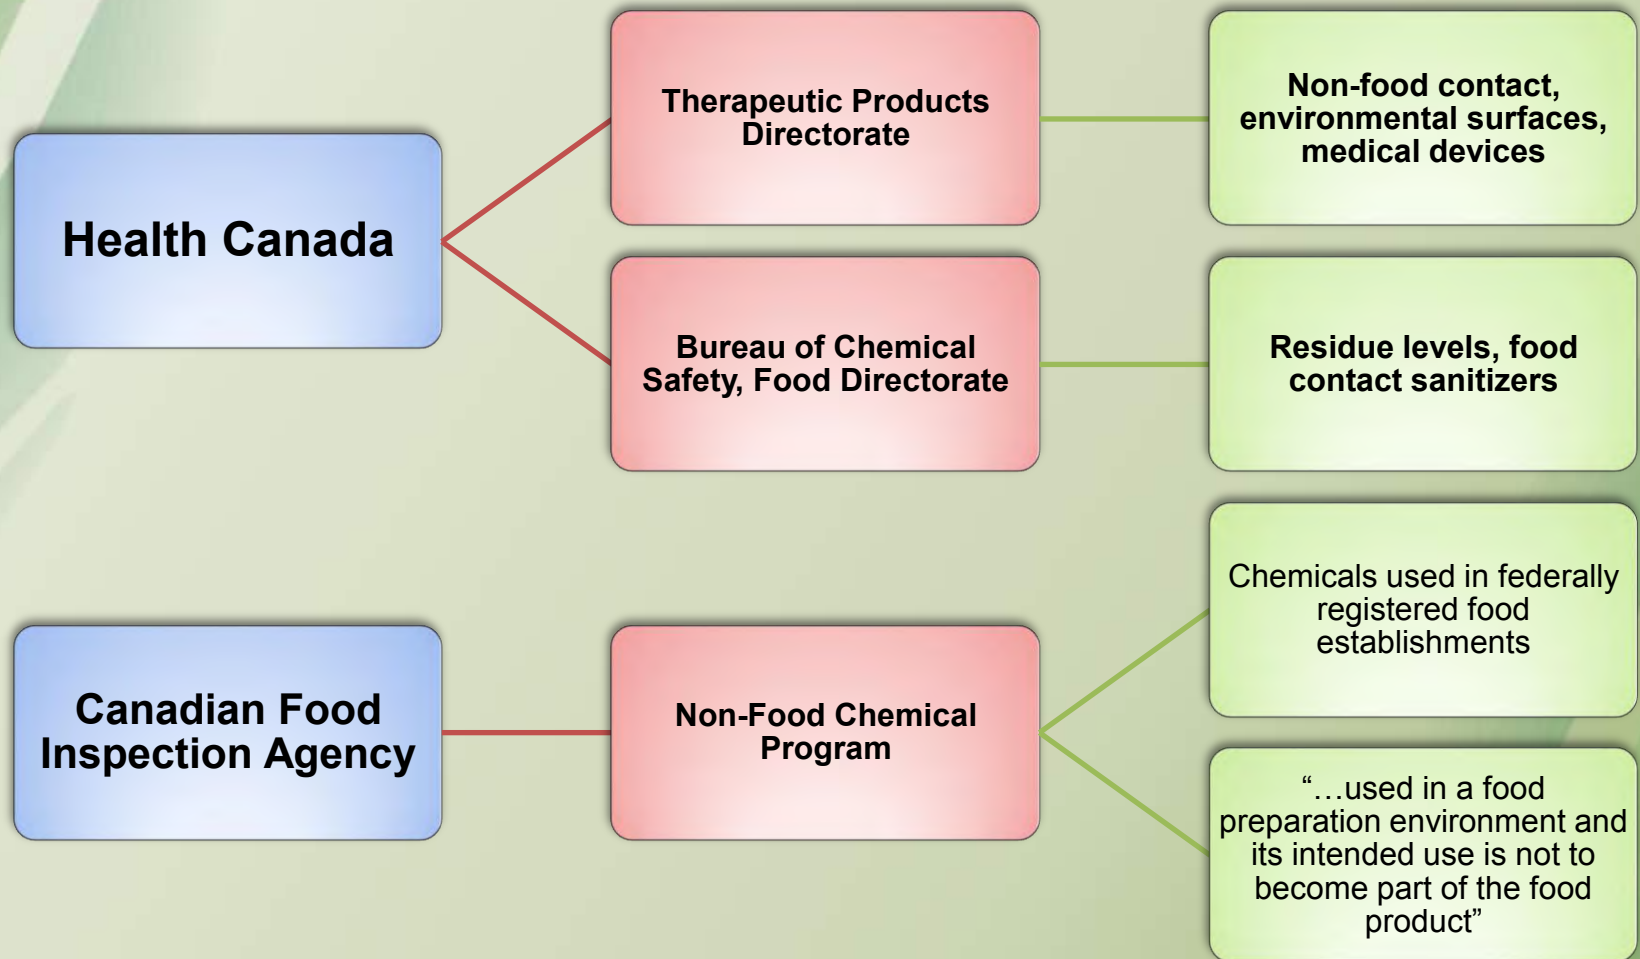 Health Canada
Therapeutic Products
Directorate
Non-food contact,
environmental surfaces,
medical devices
Bureau of Chemical
Safety, Food Directorate
Residue levels, food
contact sanitizers
Canadian Food
Inspection Agency
Non-Food Chemical
Program
Chemicals used in federally
registered food
establishments
“…used in a food
preparation environment and
its intended use is not to
become part of the food
product”